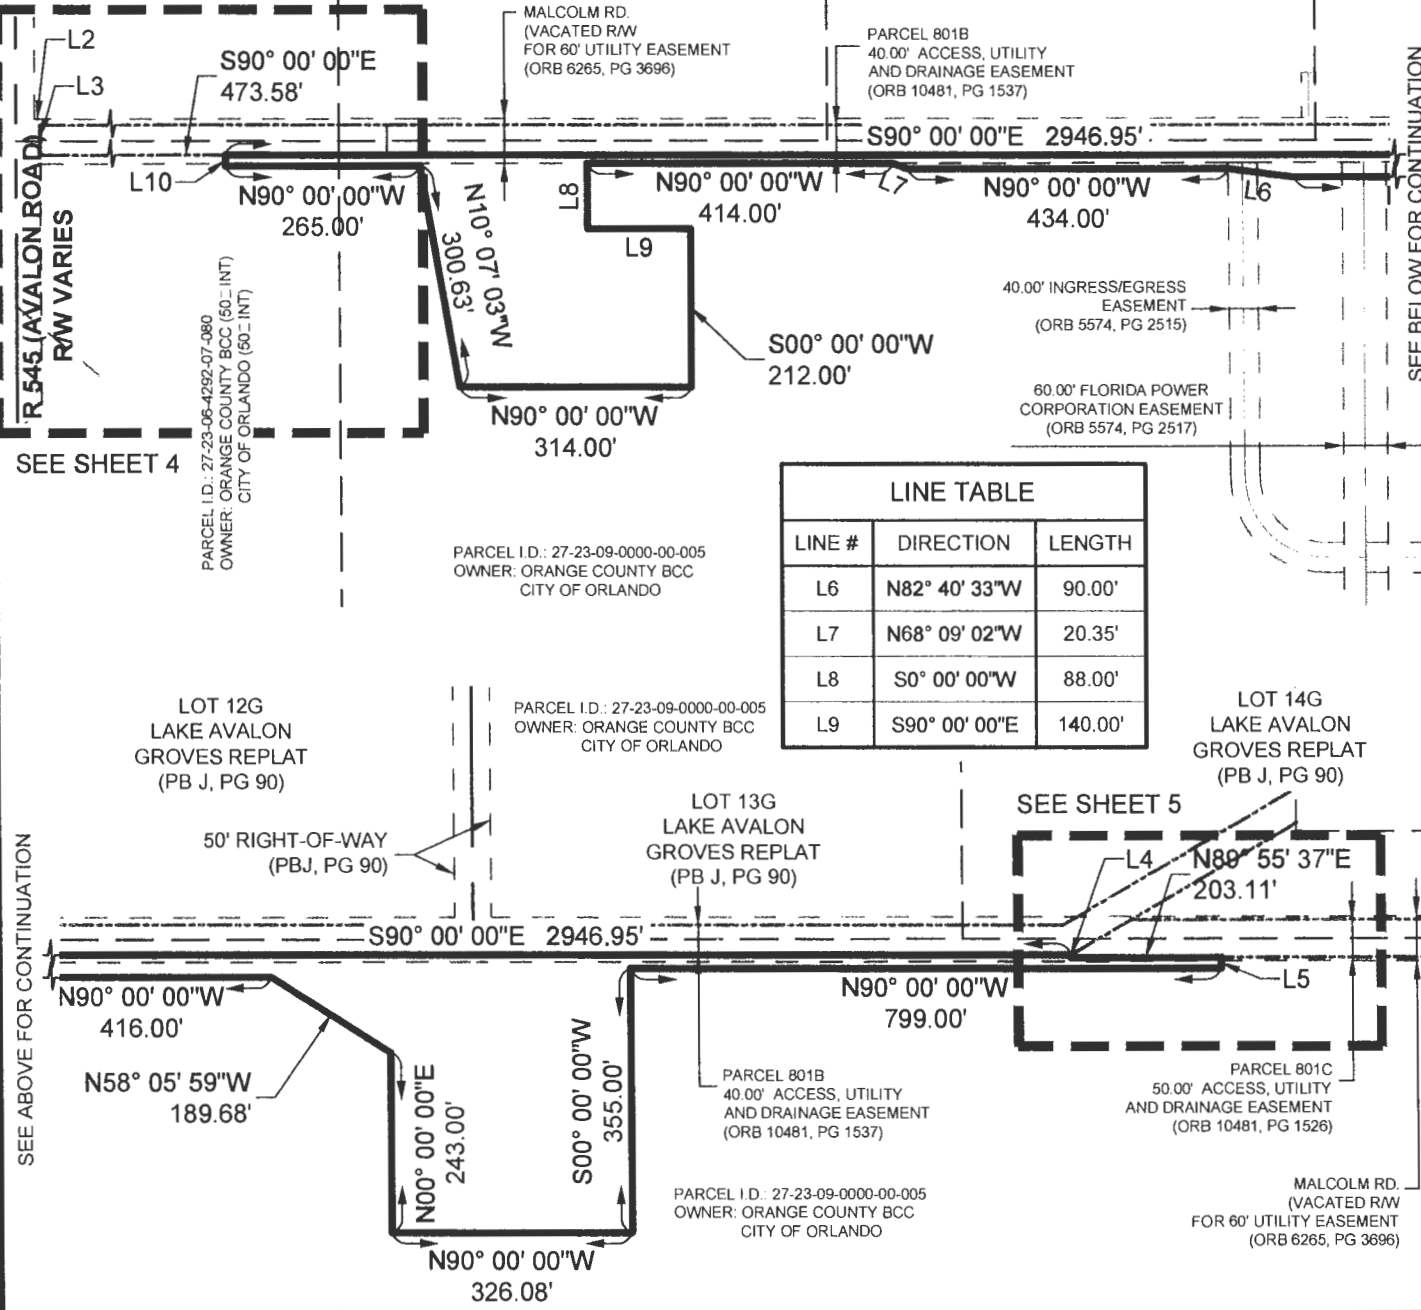 L2
L3
S90° 00' 00"E
473.58'
MALCOLM RD.
(VACATED R/W
FOR 60' UTILITY EASEMENT
(ORB 6265, PG 3696)
PARCEL 801B
40.00' ACCESS, UTILITY
AND DRAINAGE EASEMENT
(ORB 10481, PG 1537)
S90° 00' 00"E 2946.95'
SEE BELOW FOR CONTINUATION
L10
N90° 00' 00"W
265.00'
R 545 (AVALON ROAD)
R/W VARIES
N10° 07' 03"W
300.63'
L8
L9
N90° 00' 00"W
414.00'
L7
N90° 00' 00"W
434.00'
L6
S00° 00' 00"W
212.00'
N90° 00' 00"W
314.00'
40.00' INGRESS/EGRESS
EASEMENT
(ORB 5574, PG 2515)
60.00' FLORIDA POWER
CORPORATION EASEMENT
(ORB 5574, PG 2517)
SEE SHEET 4
PARCEL I.D.: 27-23-06-4292-07-080
OWNER: ORANGE COUNTY BCC (50_ INT)
CITY OF ORLANDO (50_ INT)
PARCEL I.D.: 27-23-09-0000-00-005
OWNER: ORANGE COUNTY BCC
CITY OF ORLANDO
LINE TABLE
LINE # DIRECTION LENGTH
L6 N82° 40' 33"W 90.00'
L7 N68° 09' 02"W 20.35'
L8 S0° 00' 00"W 88.00'
L9 S90° 00' 00"E 140.00'
LOT 12G
LAKE AVALON
GROVES REPLAT
(PB J, PG 90)
PARCEL I.D.: 27-23-09-0000-00-005
OWNER: ORANGE COUNTY BCC
CITY OF ORLANDO
LOT 14G
LAKE AVALON
GROVES REPLAT
(PB J, PG 90)
50' RIGHT-OF-WAY
(PBJ, PG 90)
LOT 13G
LAKE AVALON
GROVES REPLAT
(PB J, PG 90)
SEE SHEET 5
L4
N89° 55' 37"E
203.11'
SEE ABOVE FOR CONTINUATION
S90° 00' 00"E 2946.95'
N90° 00' 00"W
416.00'
N58° 05' 59"W
189.68'
N00° 00' 00"E
243.00'
S00° 00' 00"W
355.00'
N90° 00' 00"W
799.00'
L5
PARCEL 801B
40.00' ACCESS, UTILITY
AND DRAINAGE EASEMENT
(ORB 10481, PG 1537)
PARCEL 801C
50.00' ACCESS, UTILITY
AND DRAINAGE EASEMENT
(ORB 10481, PG 1526)
PARCEL I.D.: 27-23-09-0000-00-005
OWNER: ORANGE COUNTY BCC
CITY OF ORLANDO
MALCOLM RD.
(VACATED R/W
FOR 60' UTILITY EASEMENT
(ORB 6265, PG 3696)
N90° 00' 00"W
326.08'